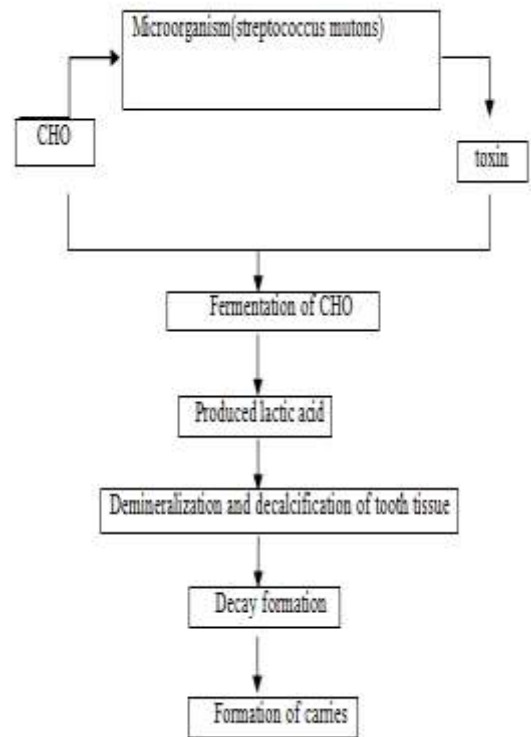 Microorganism(streptococcus mutons)
CHO
toxin
Fermentation of CHO
Produced lactic acid
Demineralization and decalcification of tooth tissue
Decay formation
Formation of carries